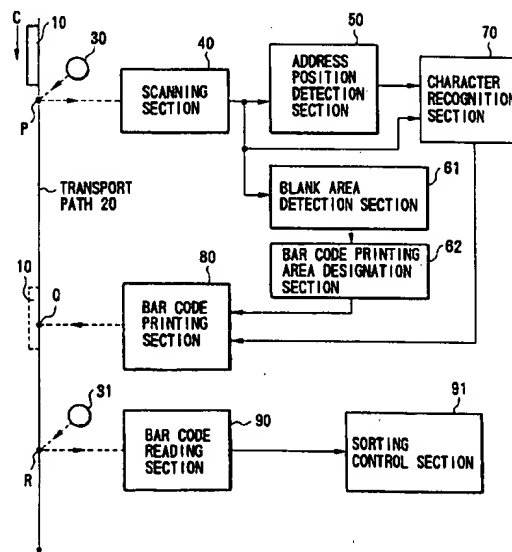 C
10
30
P
40
SCANNING
SECTION
50
ADDRESS
POSITION
DETECTION
SECTION
70
CHARACTER
RECOGNITION
SECTION
TRANSPORT
PATH 20
61
BLANK AREA
DETECTION SECTION
62
BAR CODE PRINTING
AREA DESIGNATION
SECTION
10
Q
80
BAR CODE
PRINTING
SECTION
31
R
90
BAR CODE
READING
SECTION
91
SORTING
CONTROL SECTION